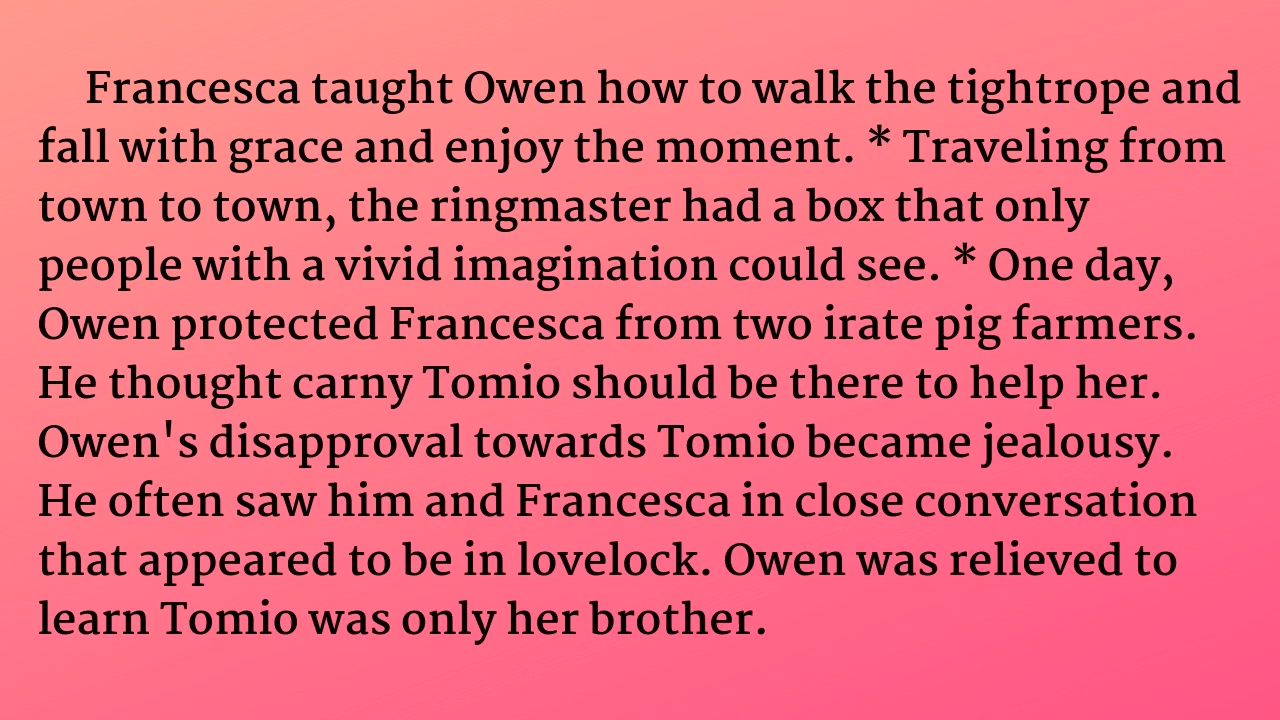 Francesca taught Owen how to walk the tightrope and
fall with grace and enjoy the moment. * Traveling from
town to town, the ringmaster had a box that only
people with a vivid imagination could see. * One day,
Owen protected Francesca from two irate pig farmers.
He thought carny Tomio should be there to help her.
Owen's disapproval towards Tomio became jealousy.
He often saw him and Francesca in close conversation
that appeared to be in lovelock. Owen was relieved to
learn Tomio was only her brother.